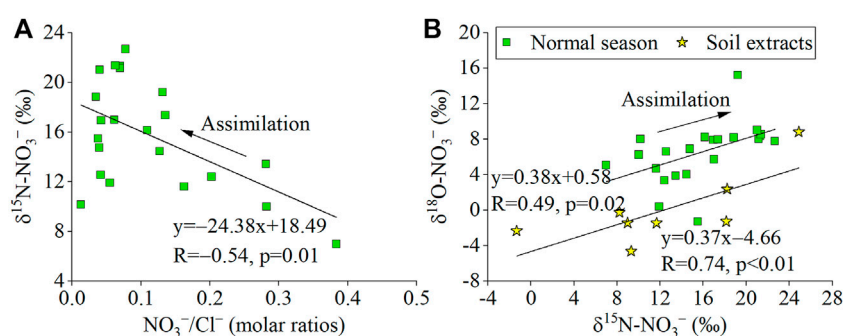 A
24
20
16
12
8
4
δ¹⁵N-NO₃⁻ (‰)
Assimilation
y=−24.38x+18.49
R=−0.54, p=0.01
0.0 0.1 0.2 0.3 0.4 0.5
NO₃⁻/Cl⁻ (molar ratios)
B
Normal season Soil extracts
20
16
12
8
4
0
-4
-8
δ¹⁸O-NO₃⁻ (‰)
Assimilation
y=0.38x+0.58
R=0.49, p=0.02
y=0.37x−4.66
R=0.74, p<0.01
-4 0 4 8 12 16 20 24 28
δ¹⁵N-NO₃⁻ (‰)